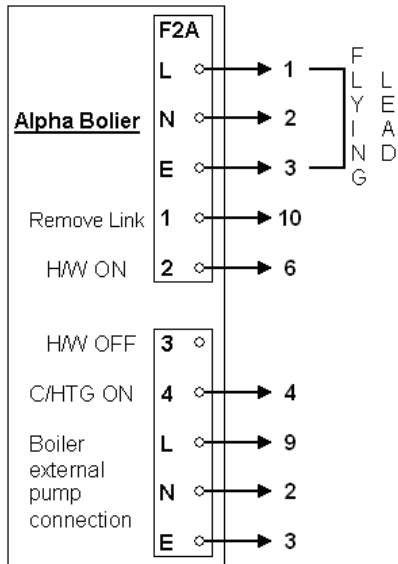 F2A
L 1
Alpha Bolier N 2
E 3
FLYING LEAD
Remove Link 1 10
H/W ON 2 6
H/W OFF 3
C/HTG ON 4 4
Boiler L 9
external
pump N 2
connection
E 3